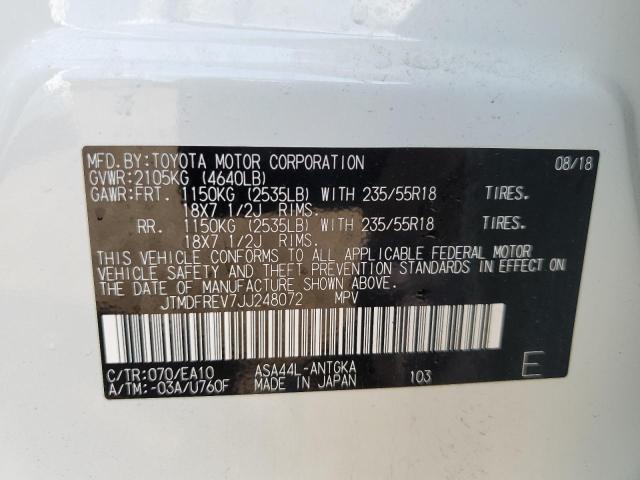 MFD.BY:TOYOTA MOTOR CORPORATION 08/18
GVWR:2105KG (4640LB)
GAWR:FRT. 1150KG (2535LB) WITH 235/55R18 TIRES.
18X7 1/2J RIMS.
RR. 1150KG (2535LB) WITH 235/55R18 TIRES.
18X7 1/2J RIMS.
THIS VEHICLE CONFORMS TO ALL APPLICABLE FEDERAL MOTOR
VEHICLE SAFETY AND THEFT PREVENTION STANDARDS IN EFFECT ON
THE DATE OF MANUFACTURE SHOWN ABOVE.
JTMDFREV7JJ248072 MPV
C/TR:070/EA10 ASA44L-ANTGKA
A/TM:-03A/U760F MADE IN JAPAN 103 E